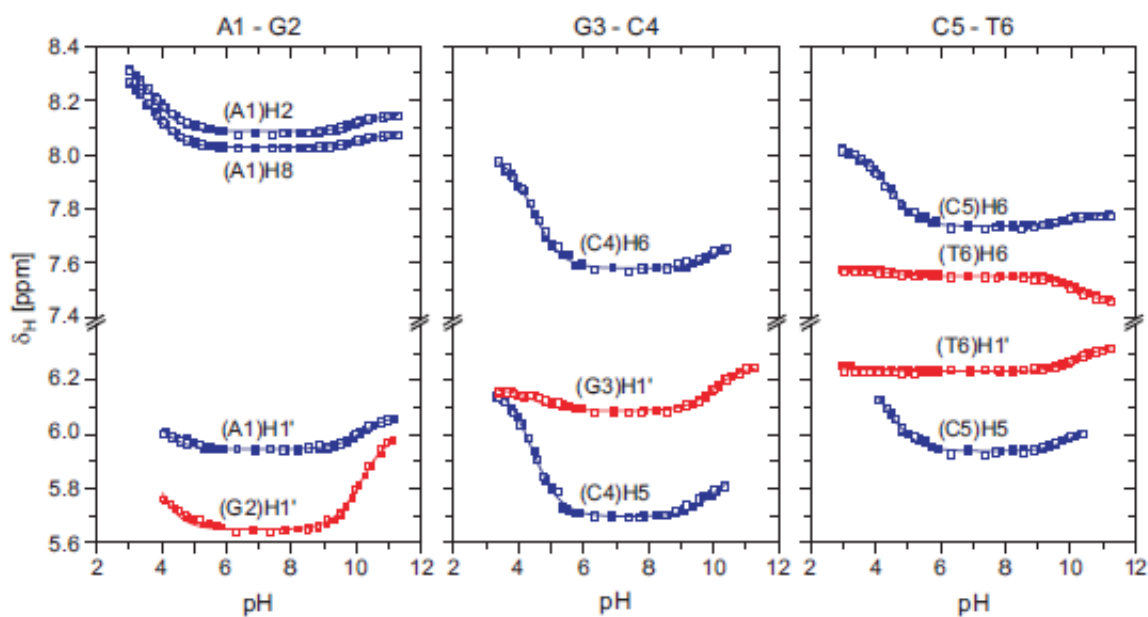 A1 - G2
G3 - C4
C5 - T6
δH [ppm]
8.4
8.2
8.0
7.8
7.6
7.4
6.2
6.0
5.8
5.6
(A1)H2
(A1)H8
(A1)H1'
(G2)H1'
(C4)H6
(G3)H1'
(C4)H5
(C5)H6
(T6)H6
(T6)H1'
(C5)H5
2 4 6 8 10 12
2 4 6 8 10 12
2 4 6 8 10 12
pH
pH
pH